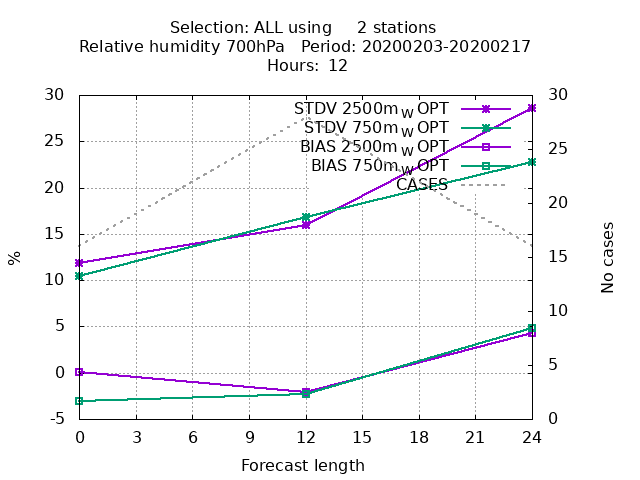 Selection: ALL using 2 stations
Relative humidity 700hPa Period: 20200203-20200217
Hours: 12
STDV 2500m_W OPT
STDV 750m_W OPT
BIAS 2500m_W OPT
BIAS 750m_W OPT
CASES
30
25
20
15
10
5
0
-5
%
30
25
20
15
10
5
0
No cases
0 3 6 9 12 15 18 21 24
Forecast length